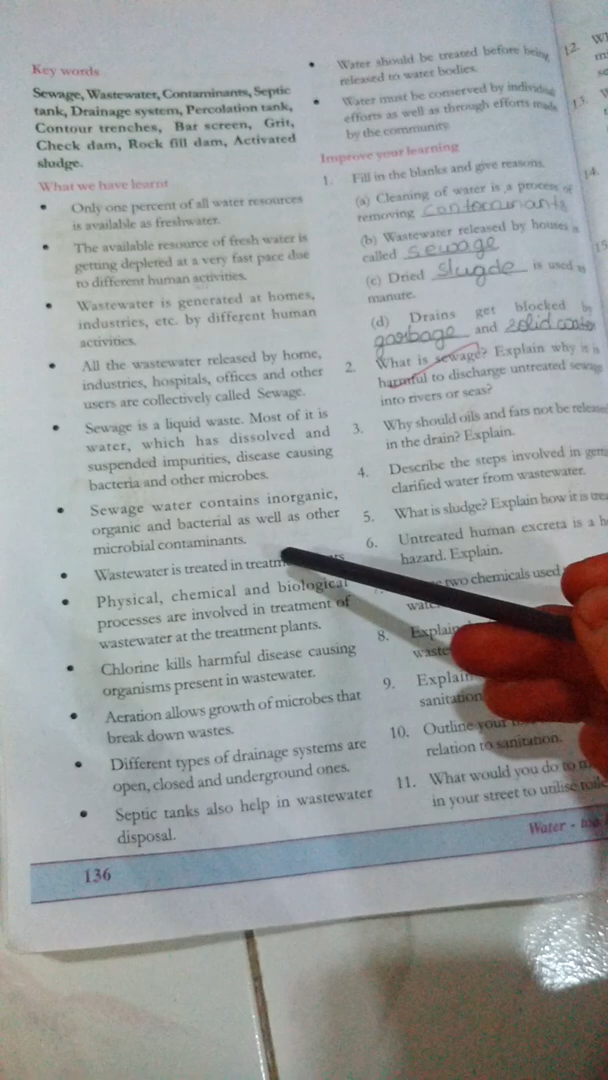 Key words
Sewage, Wastewater, Contaminants, Septic
tank, Drainage system, Percolation tank,
Contour trenches, Bar screen, Grit,
Check dam, Rock fill dam, Activated
sludge.
What we have learnt
• Only one percent of all water resources
is available as freshwater.
• The available resource of fresh water is
getting depleted at a very fast pace due
to different human activities.
• Wastewater is generated at homes,
industries, etc. by different human
activities.
• All the wastewater released by home,
industries, hospitals, offices and other
users are collectively called Sewage.
• Sewage is a liquid waste. Most of it is
water, which has dissolved and
suspended impurities, disease causing
bacteria and other microbes.
• Sewage water contains inorganic,
organic and bacterial as well as other
microbial contaminants.
• Wastewater is treated in
• Physical, chemical and biological
processes are involved in treatment of
wastewater at the treatment plants.
• Chlorine kills harmful disease causing
organisms present in wastewater.
• Aeration allows growth of microbes that
break down wastes.
• Different types of drainage systems are
open, closed and underground ones.
• Septic tanks also help in wastewater
disposal.
136
• Water should be treated before being
released to water bodies.
• Water must be conserved by individual
efforts as well as through efforts made
by the community.
Improve your learning
1. Fill in the blanks and give reasons.
(a) Cleaning of water is a process of
removing
(b) Wastewater released by houses is
called sewage
(c) Dried slugde is used as
manure.
(d) Drains get blocked by
garbage and solid
2. What is sewage? Explain why it is
harmful to discharge untreated sewage
into rivers or seas?
3. Why should oils and fats not be
in the drain? Explain.
4. Describe the steps involved in
clarified water from wastewater.
5. What is sludge? Explain how it is
6. Untreated human excreta is a
hazard. Explain.
two chemicals used
8. Explain
9. Explain
sanitation
10. Outline your
relation to sanitation.
11. What would you do to
in your street to utilise
Water -
12.
13.
14.
15